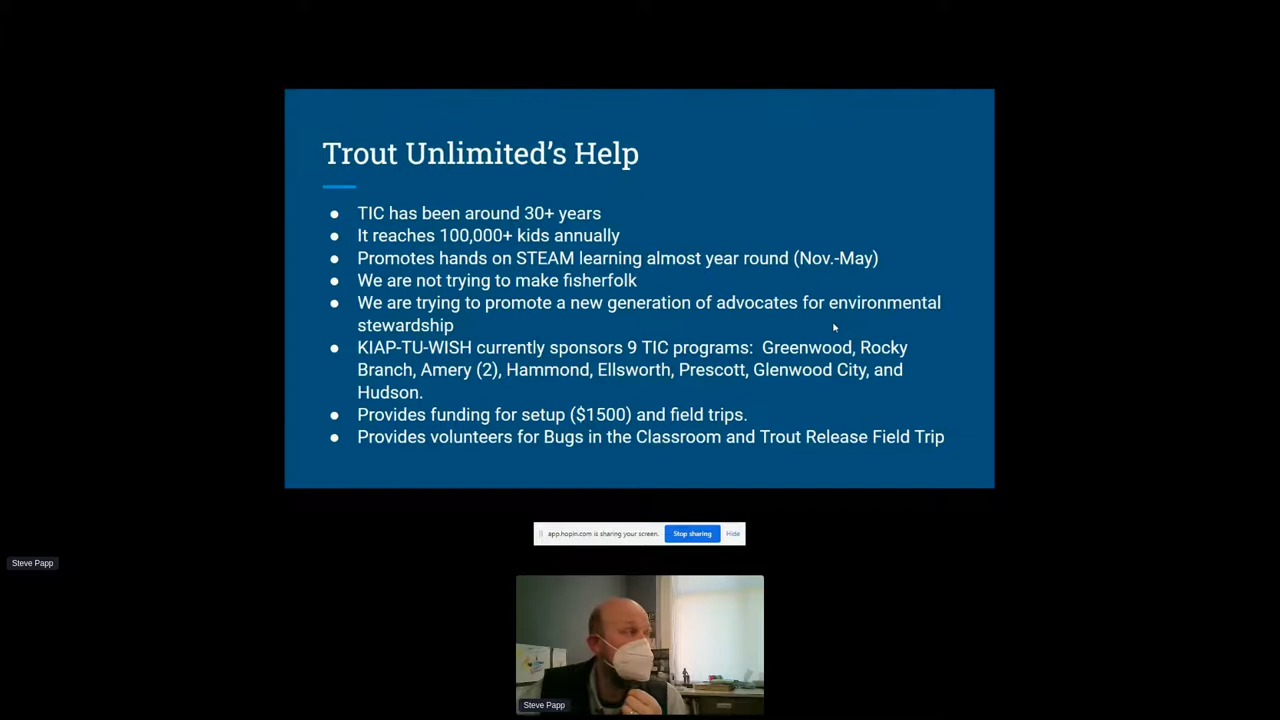 Trout Unlimited's Help
● TIC has been around 30+ years
● It reaches 100,000+ kids annually
● Promotes hands on STEAM learning almost year round (Nov.-May)
● We are not trying to make fisherfolk
● We are trying to promote a new generation of advocates for environmental
stewardship
● KIAP-TU-WISH currently sponsors 9 TIC programs:  Greenwood, Rocky
Branch, Amery (2), Hammond, Ellsworth, Prescott, Glenwood City, and
Hudson.
● Provides funding for setup ($1500) and field trips.
● Provides volunteers for Bugs in the Classroom and Trout Release Field Trip
app.hopin.com is sharing your screen. Stop sharing Hide
Steve Papp
Steve Papp